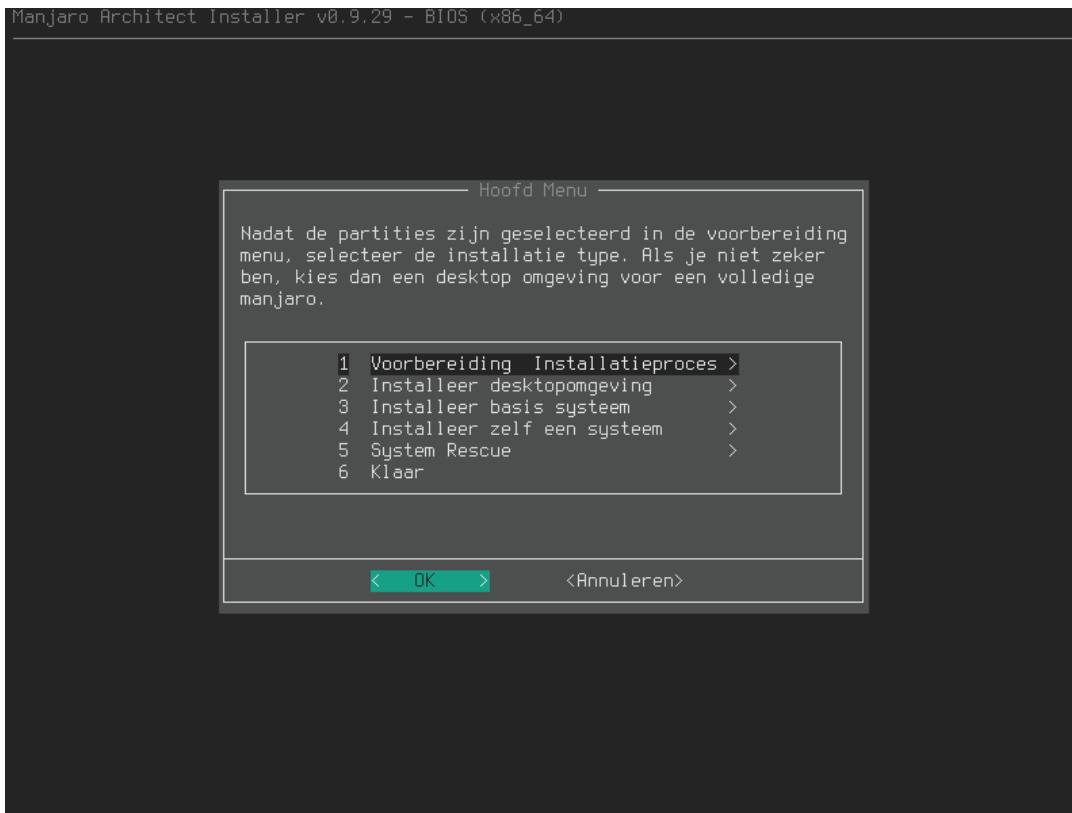 Manjaro Architect Installer v0.9.29 - BIOS (x86_64)
Hoofd Menu
Nadat de partities zijn geselecteerd in de voorbereiding
menu, selecteer de installatie type. Als je niet zeker
ben, kies dan een desktop omgeving voor een volledige
manjaro.
1 Voorbereiding Installatieproces >
2 Installeer desktopomgeving >
3 Installeer basis systeem >
4 Installeer zelf een systeem >
5 System Rescue >
6 Klaar
< OK > <Annuleren>